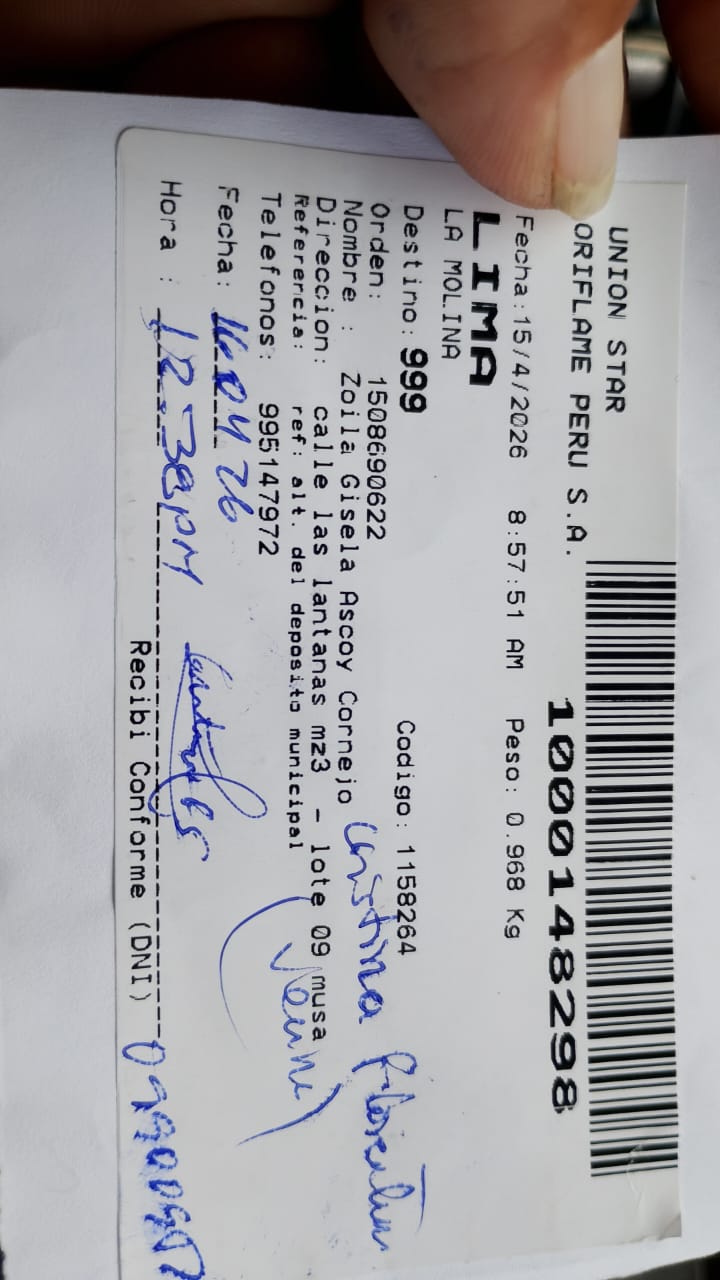 UNION STAR
ORIFLAME PERU S.A.
1000148298
Fecha:15/4/2026 8:57:51 AM Peso: 0.968 Kg
LIMA
LA MOLINA
Destino: 999 Codigo: 1158264
Orden: 1508690622
Nombre : Zoila Gisela Ascoy Cornejo
Direccion: calle las lantanas mz3 - lote 09 musa
Referencia: ref: alt. del deposito municipal
Telefonos: 995147972
Fecha: 16 04 26
Hora : 12:38pm
Cristina
Recibi Conforme (DNI)